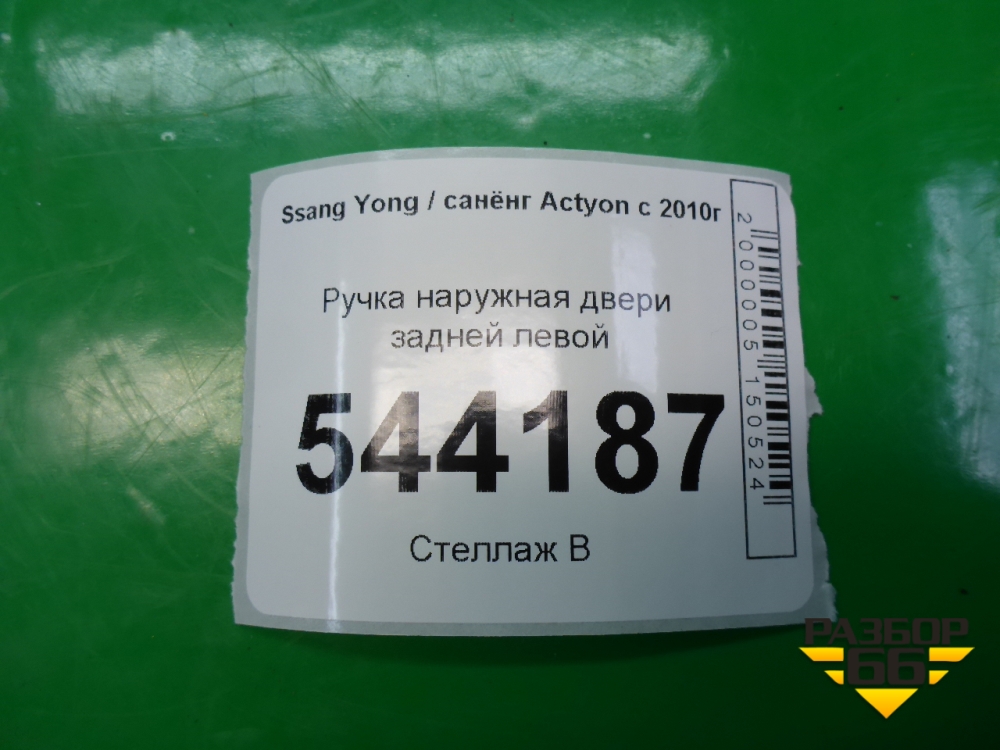 Ssang Yong / санёнг Actyon с 2010г
Ручка наружная двери
задней левой
544187
Стеллаж В
2000005150524
РАЗБОР
66